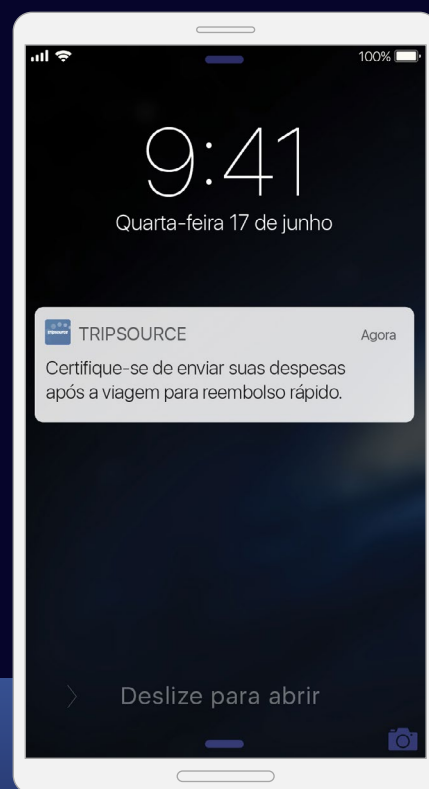 100%
9:41
Quarta-feira 17 de junho
TRIPSOURCE
Agora
Certifique-se de enviar suas despesas
após a viagem para reembolso rápido.
Deslize para abrir